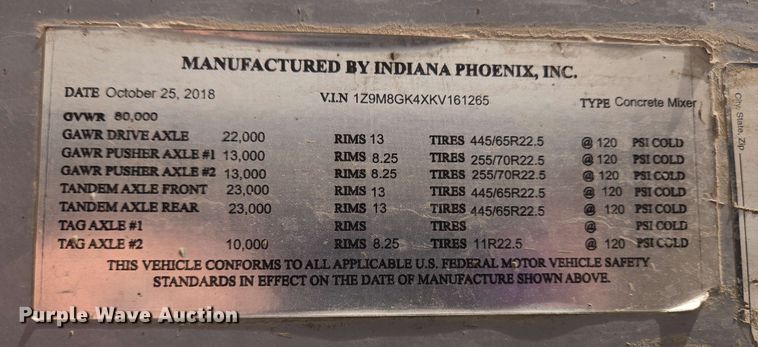 MANUFACTURED BY INDIANA PHOENIX, INC.
DATE October 25, 2018 V.I.N 1Z9M8GK4XKV161265 TYPE Concrete Mixer
GVWR 80,000
GAWR DRIVE AXLE 22,000 RIMS 13 TIRES 445/65R22.5 @ 120 PSI COLD
GAWR PUSHER AXLE #1 13,000 RIMS 8.25 TIRES 255/70R22.5 @ 120 PSI COLD
GAWR PUSHER AXLE #2 13,000 RIMS 8.25 TIRES 255/70R22.5 @ 120 PSI COLD
TANDEM AXLE FRONT 23,000 RIMS 13 TIRES 445/65R22.5 @ 120 PSI COLD
TANDEM AXLE REAR 23,000 RIMS 13 TIRES 445/65R22.5 @ 120 PSI COLD
TAG AXLE #1 RIMS TIRES @ PSI COLD
TAG AXLE #2 10,000 RIMS 8.25 TIRES 11R22.5 @ 120 PSI COLD
THIS VEHICLE CONFORMS TO ALL APPLICABLE U.S. FEDERAL MOTOR VEHICLE SAFETY
STANDARDS IN EFFECT ON THE DATE OF MANUFACTURE SHOWN ABOVE.
City, State, Zip
Purple Wave Auction